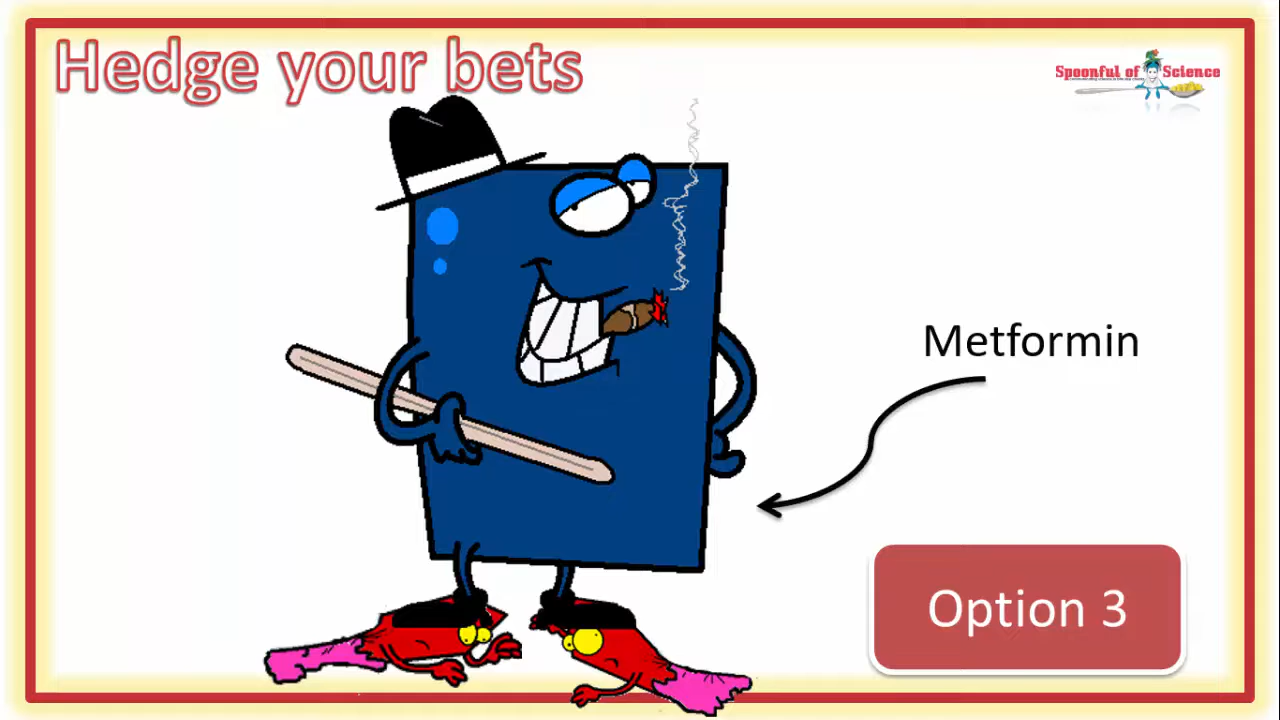 Hedge your bets
Spoonful of Science
Metformin
Option 3